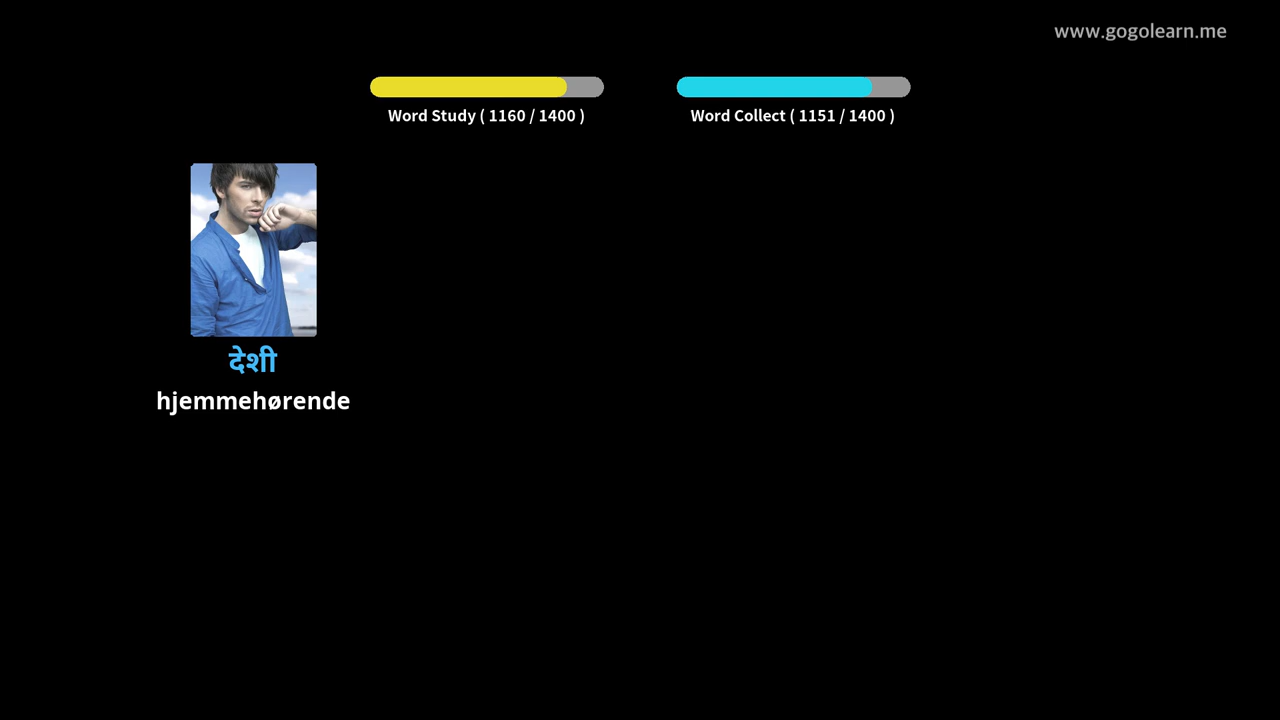 www.gogolearn.me
Word Study ( 1160 / 1400 )
Word Collect ( 1151 / 1400 )
देशी
hjemmehørende